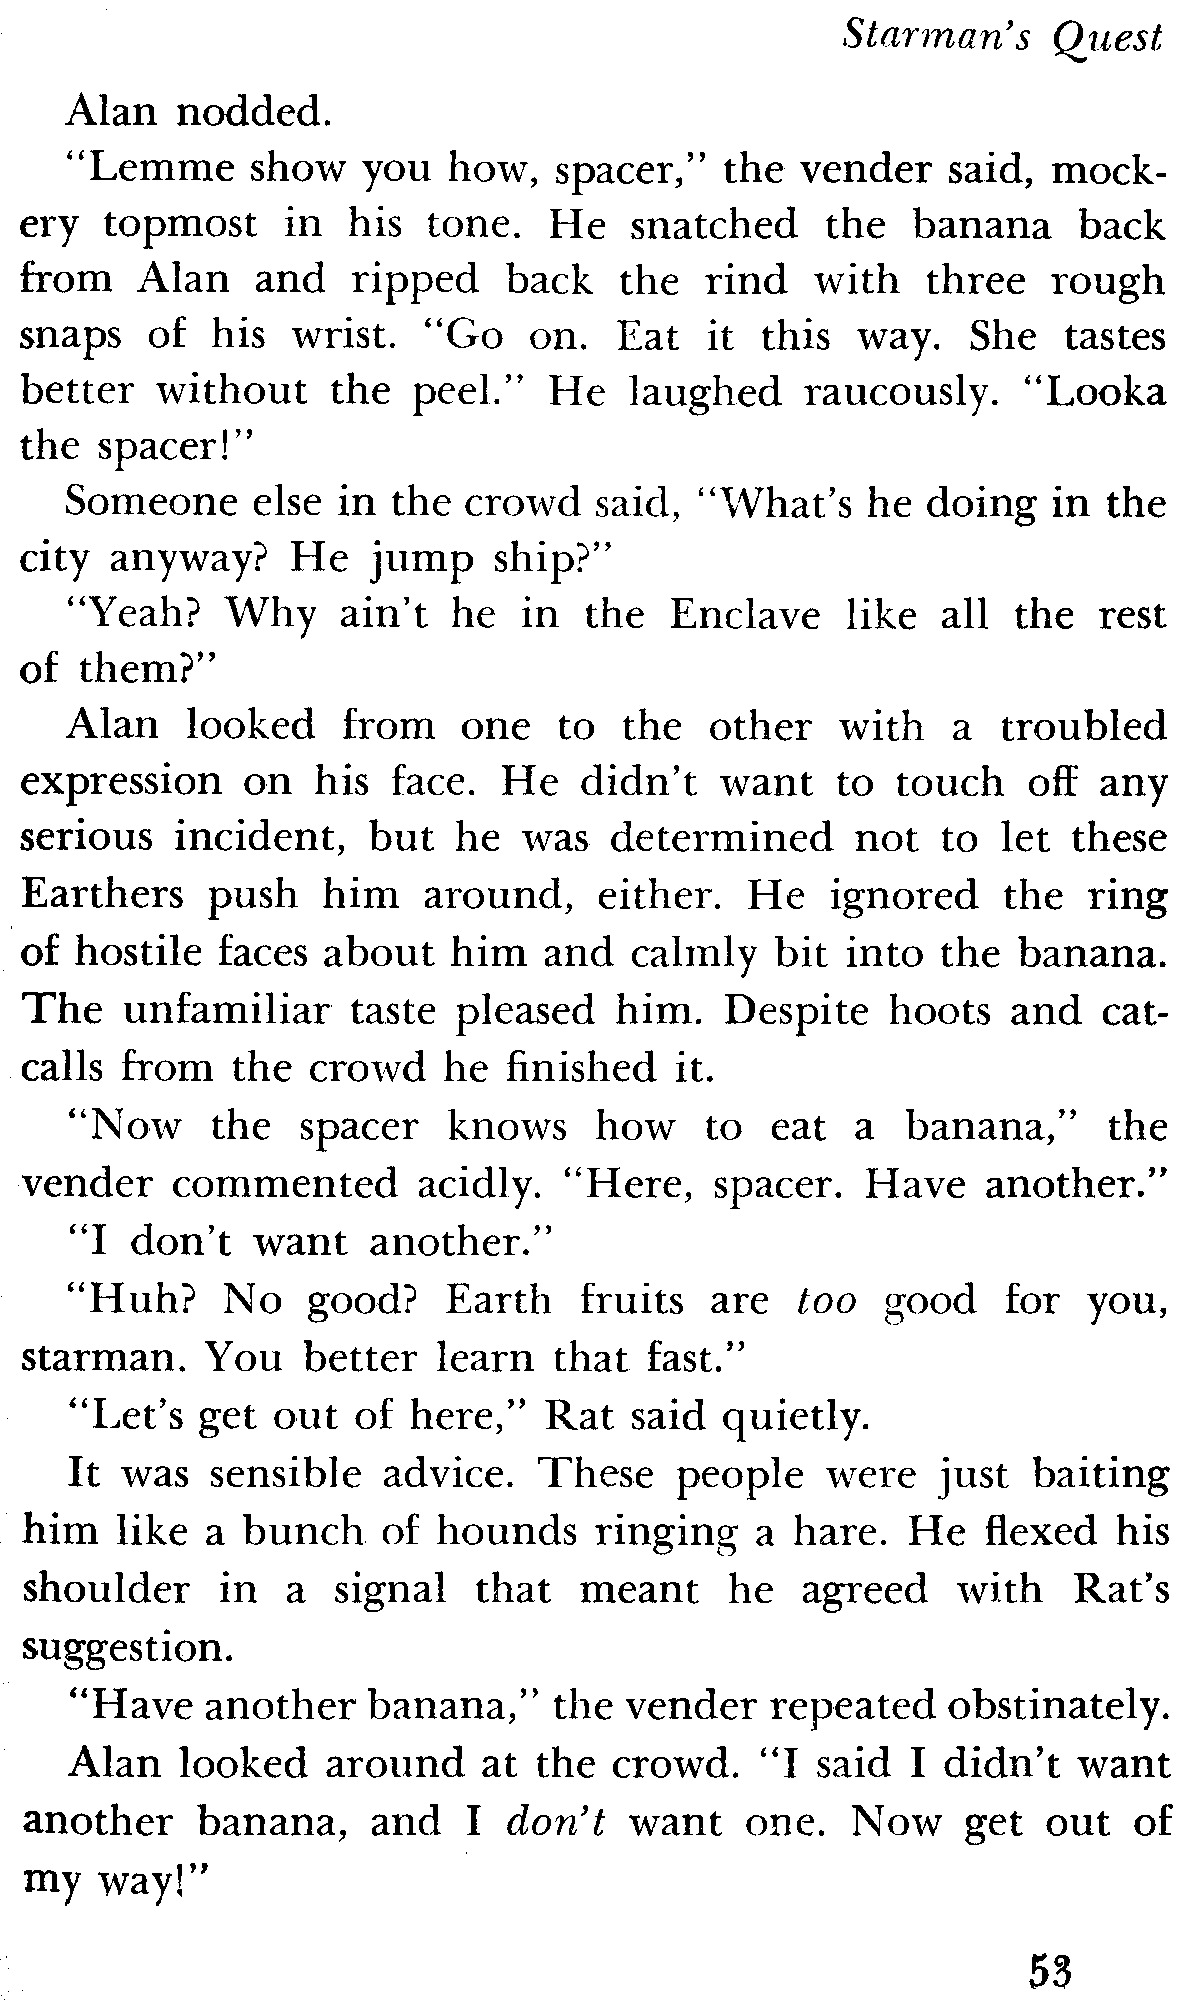 Starman's Quest
Alan nodded.
"Lemme show you how, spacer," the vender said, mock-
ery topmost in his tone. He snatched the banana back
from Alan and ripped back the rind with three rough
snaps of his wrist. "Go on. Eat it this way. She tastes
better without the peel." He laughed raucously. "Looka
the spacer!"
Someone else in the crowd said, "What's he doing in the
city anyway? He jump ship?"
"Yeah? Why ain't he in the Enclave like all the rest
of them?"
Alan looked from one to the other with a troubled
expression on his face. He didn't want to touch off any
serious incident, but he was determined not to let these
Earthers push him around, either. He ignored the ring
of hostile faces about him and calmly bit into the banana.
The unfamiliar taste pleased him. Despite hoots and cat-
calls from the crowd he finished it.
"Now the spacer knows how to eat a banana," the
vender commented acidly. "Here, spacer. Have another."
"I don't want another."
"Huh? No good? Earth fruits are too good for you,
starman. You better learn that fast."
"Let's get out of here," Rat said quietly.
It was sensible advice. These people were just baiting
him like a bunch of hounds ringing a hare. He flexed his
shoulder in a signal that meant he agreed with Rat's
suggestion.
"Have another banana," the vender repeated obstinately.
Alan looked around at the crowd. "I said I didn't want
another banana, and I don't want one. Now get out of
my way!"
53